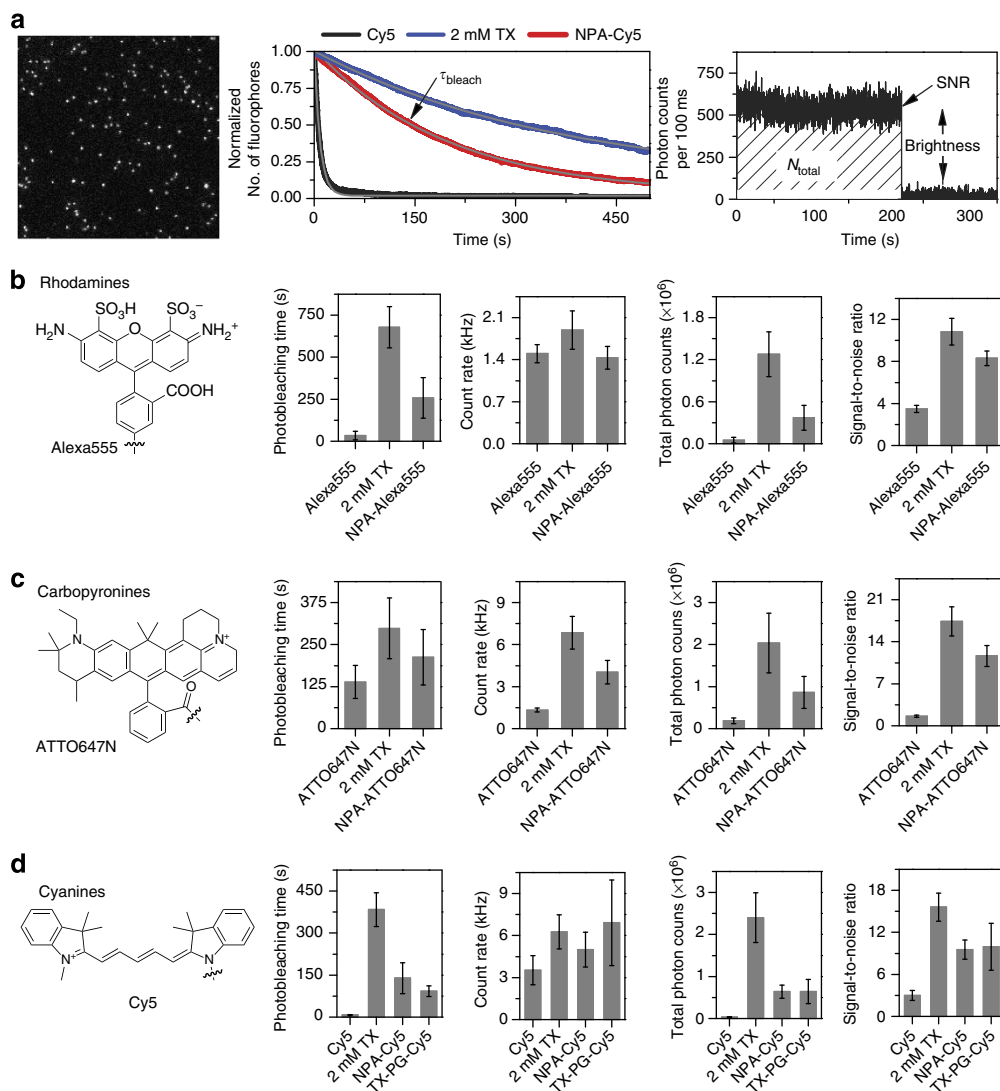 a
Cy5
2 mM TX
NPA-Cy5
Normalized
No. of fluorophores
1.00
0.75
0.50
0.25
0.00
τbleach
0
150
300
450
Time (s)
Photon counts
per 100 ms
750
500
250
0
SNR
Brightness
Ntotal
0
100
200
300
Time (s)
b
Rhodamines
SO3H
SO3−
H2N
O
NH2+
COOH
Alexa555
Photobleaching time (s)
750
500
250
0
Alexa555
2 mM TX
NPA-Alexa555
Count rate (kHz)
2.1
1.4
0.7
0.0
Alexa555
2 mM TX
NPA-Alexa555
Total photon counts (×10⁶)
1.8
1.2
0.6
0.0
Alexa555
2 mM TX
NPA-Alexa555
Signal-to-noise ratio
12
8
4
0
Alexa555
2 mM TX
NPA-Alexa555
c
Carbopyronines
N
N+
O
ATTO647N
Photobleaching time (s)
375
250
125
0
ATTO647N
2 mM TX
NPA-ATTO647N
Count rate (kHz)
9
6
3
0
ATTO647N
2 mM TX
NPA-ATTO647N
Total photon couns (×10⁶)
3
2
1
0
ATTO647N
2 mM TX
NPA-ATTO647N
Signal-to-noise ratio
21
14
7
0
ATTO647N
2 mM TX
NPA-ATTO647N
d
Cyanines
N+
N
Cy5
Photobleaching time (s)
450
300
150
0
Cy5
2 mM TX
NPA-Cy5
TX-PG-Cy5
Count rate (kHz)
9
6
3
0
Cy5
2 mM TX
NPA-Cy5
TX-PG-Cy5
Total photon couns (×10⁶)
3
2
1
0
Cy5
2 mM TX
NPA-Cy5
TX-PG-Cy5
Signal-to-noise ratio
18
12
6
0
Cy5
2 mM TX
NPA-Cy5
TX-PG-Cy5